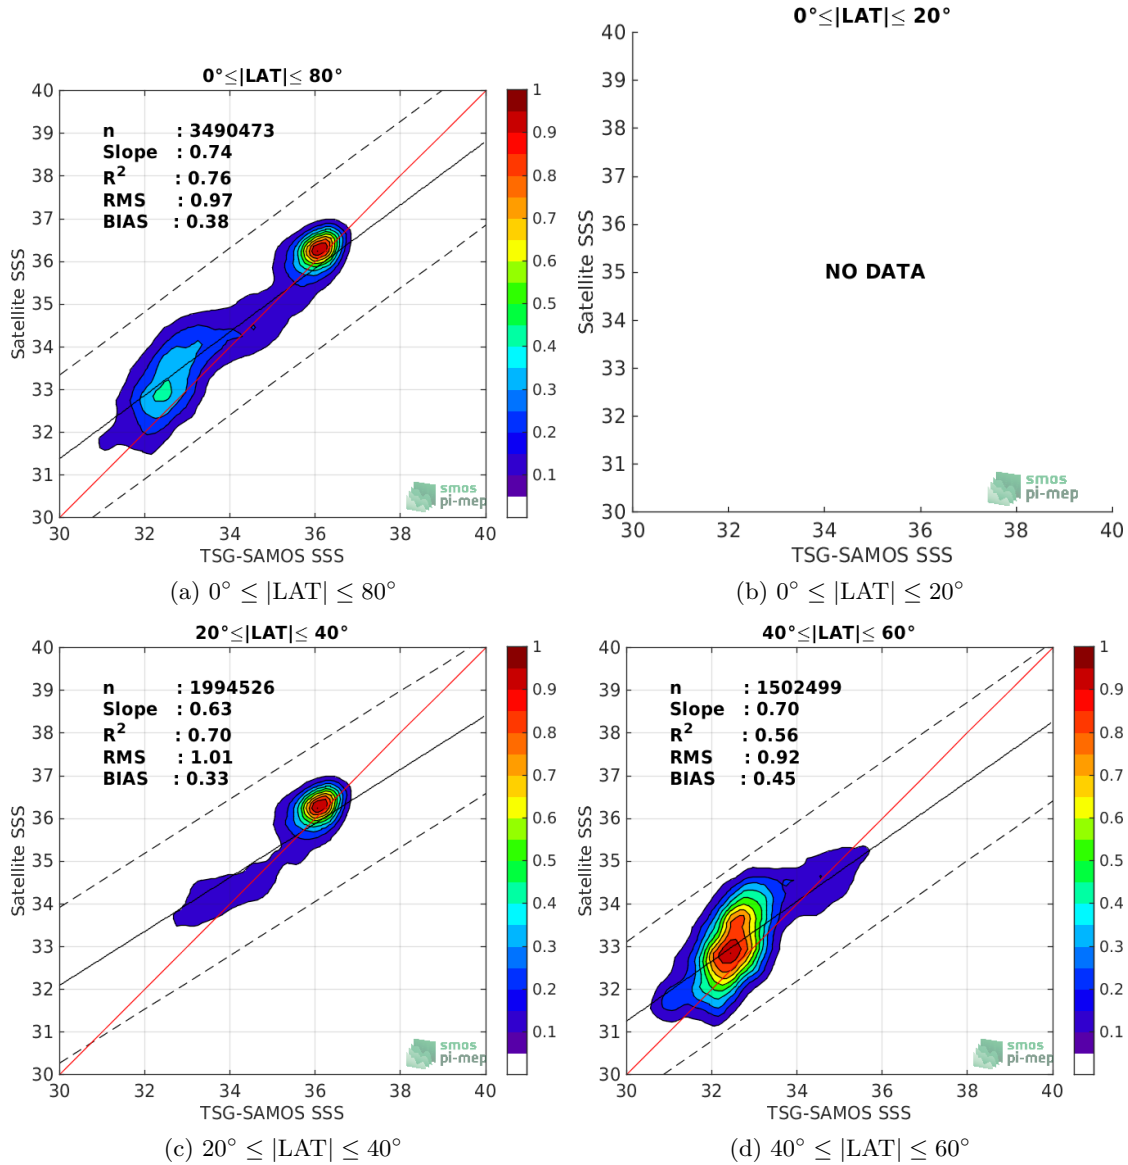 0°≤|LAT|≤ 80°
n : 3490473
Slope : 0.74
R² : 0.76
RMS : 0.97
BIAS : 0.38
40
39
38
37
36
35
34
33
32
31
30
Satellite SSS
30 32 34 36 38 40
TSG-SAMOS SSS
1
0.9
0.8
0.7
0.6
0.5
0.4
0.3
0.2
0.1
smos
pi-mep
(a) 0° ≤ |LAT| ≤ 80°
0°≤|LAT|≤ 20°
40
39
38
37
36
35
34
33
32
31
30
Satellite SSS
NO DATA
30 32 34 36 38 40
TSG-SAMOS SSS
smos
pi-mep
(b) 0° ≤ |LAT| ≤ 20°
20°≤|LAT|≤ 40°
n : 1994526
Slope : 0.63
R² : 0.70
RMS : 1.01
BIAS : 0.33
40
39
38
37
36
35
34
33
32
31
30
Satellite SSS
30 32 34 36 38 40
TSG-SAMOS SSS
1
0.9
0.8
0.7
0.6
0.5
0.4
0.3
0.2
0.1
smos
pi-mep
(c) 20° ≤ |LAT| ≤ 40°
40°≤|LAT|≤ 60°
n : 1502499
Slope : 0.70
R² : 0.56
RMS : 0.92
BIAS : 0.45
40
39
38
37
36
35
34
33
32
31
30
Satellite SSS
30 32 34 36 38 40
TSG-SAMOS SSS
1
0.9
0.8
0.7
0.6
0.5
0.4
0.3
0.2
0.1
smos
pi-mep
(d) 40° ≤ |LAT| ≤ 60°